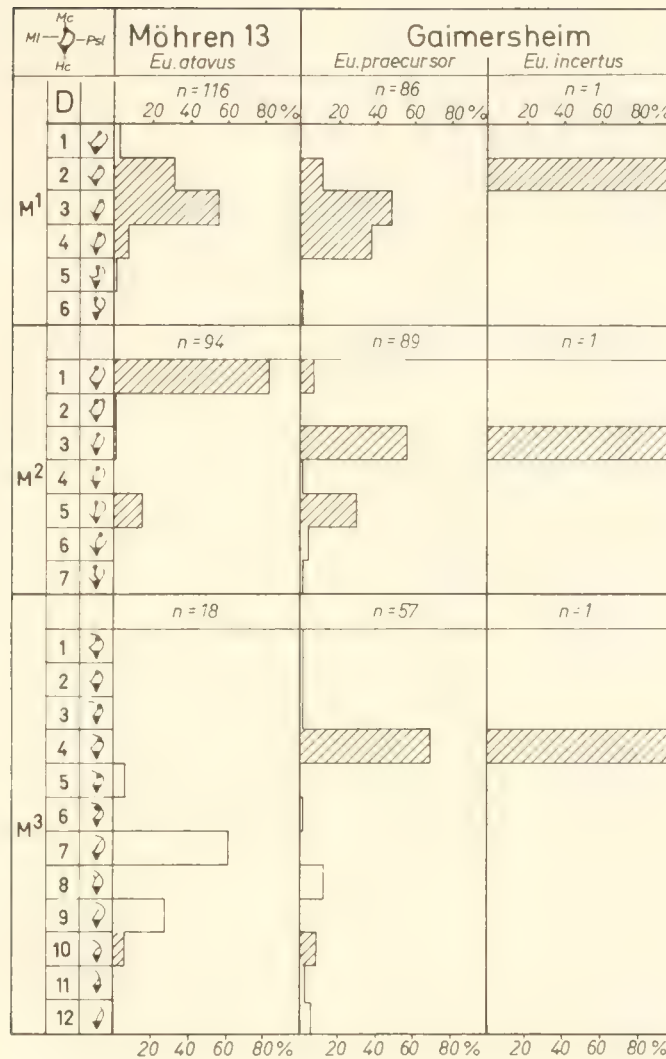 Mc
Ml Psl
Hc
Möhren 13 Gaimersheim
Eu. atavus Eu. praecursor Eu. incertus
D n = 116 n = 86 n = 1
20 40 60 80% 20 40 60 80% 20 40 60 80%
M¹
1
2
3
4
5
6
n = 94 n = 89 n = 1
M²
1
2
3
4
5
6
7
n = 18 n = 57 n = 1
M³
1
2
3
4
5
6
7
8
9
10
11
12
20 40 60 80% 20 40 60 80% 20 40 60 80%